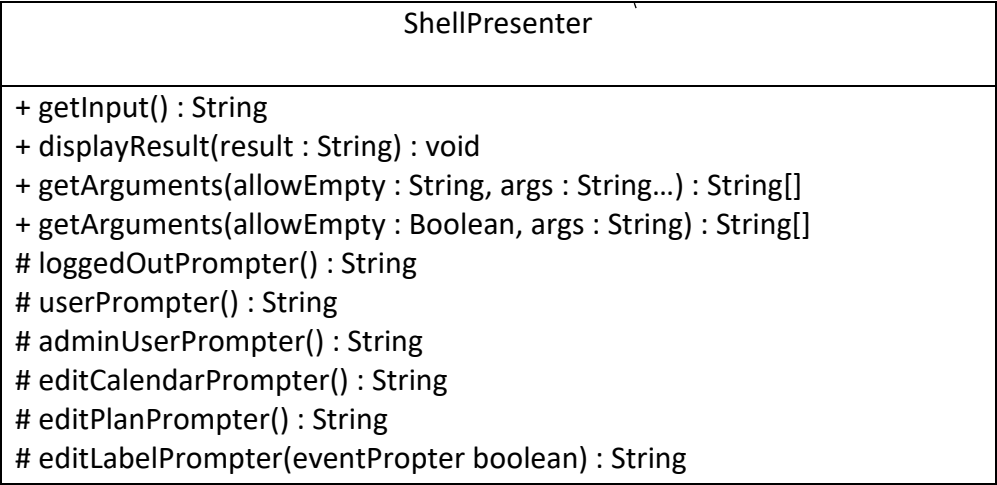 ShellPresenter
+ getInput() : String
+ displayResult(result : String) : void
+ getArguments(allowEmpty : String, args : String…) : String[]
+ getArguments(allowEmpty : Boolean, args : String) : String[]
# loggedOutPrompter() : String
# userPrompter() : String
# adminUserPrompter() : String
# editCalendarPrompter() : String
# editPlanPrompter() : String
# editLabelPrompter(eventPropter boolean) : String